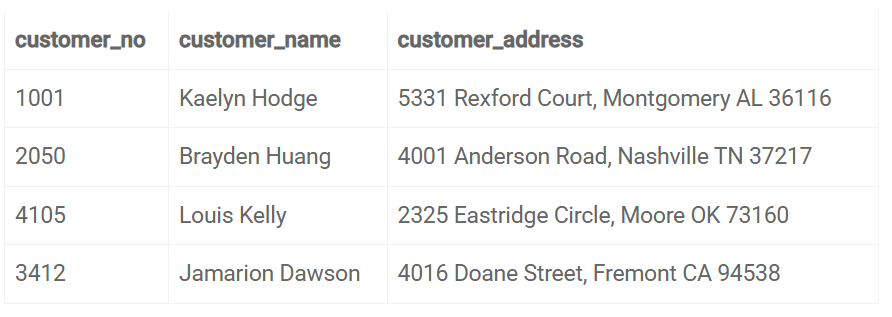 customer_no customer_name customer_address
1001 Kaelyn Hodge 5331 Rexford Court, Montgomery AL 36116
2050 Brayden Huang 4001 Anderson Road, Nashville TN 37217
4105 Louis Kelly 2325 Eastridge Circle, Moore OK 73160
3412 Jamarion Dawson 4016 Doane Street, Fremont CA 94538